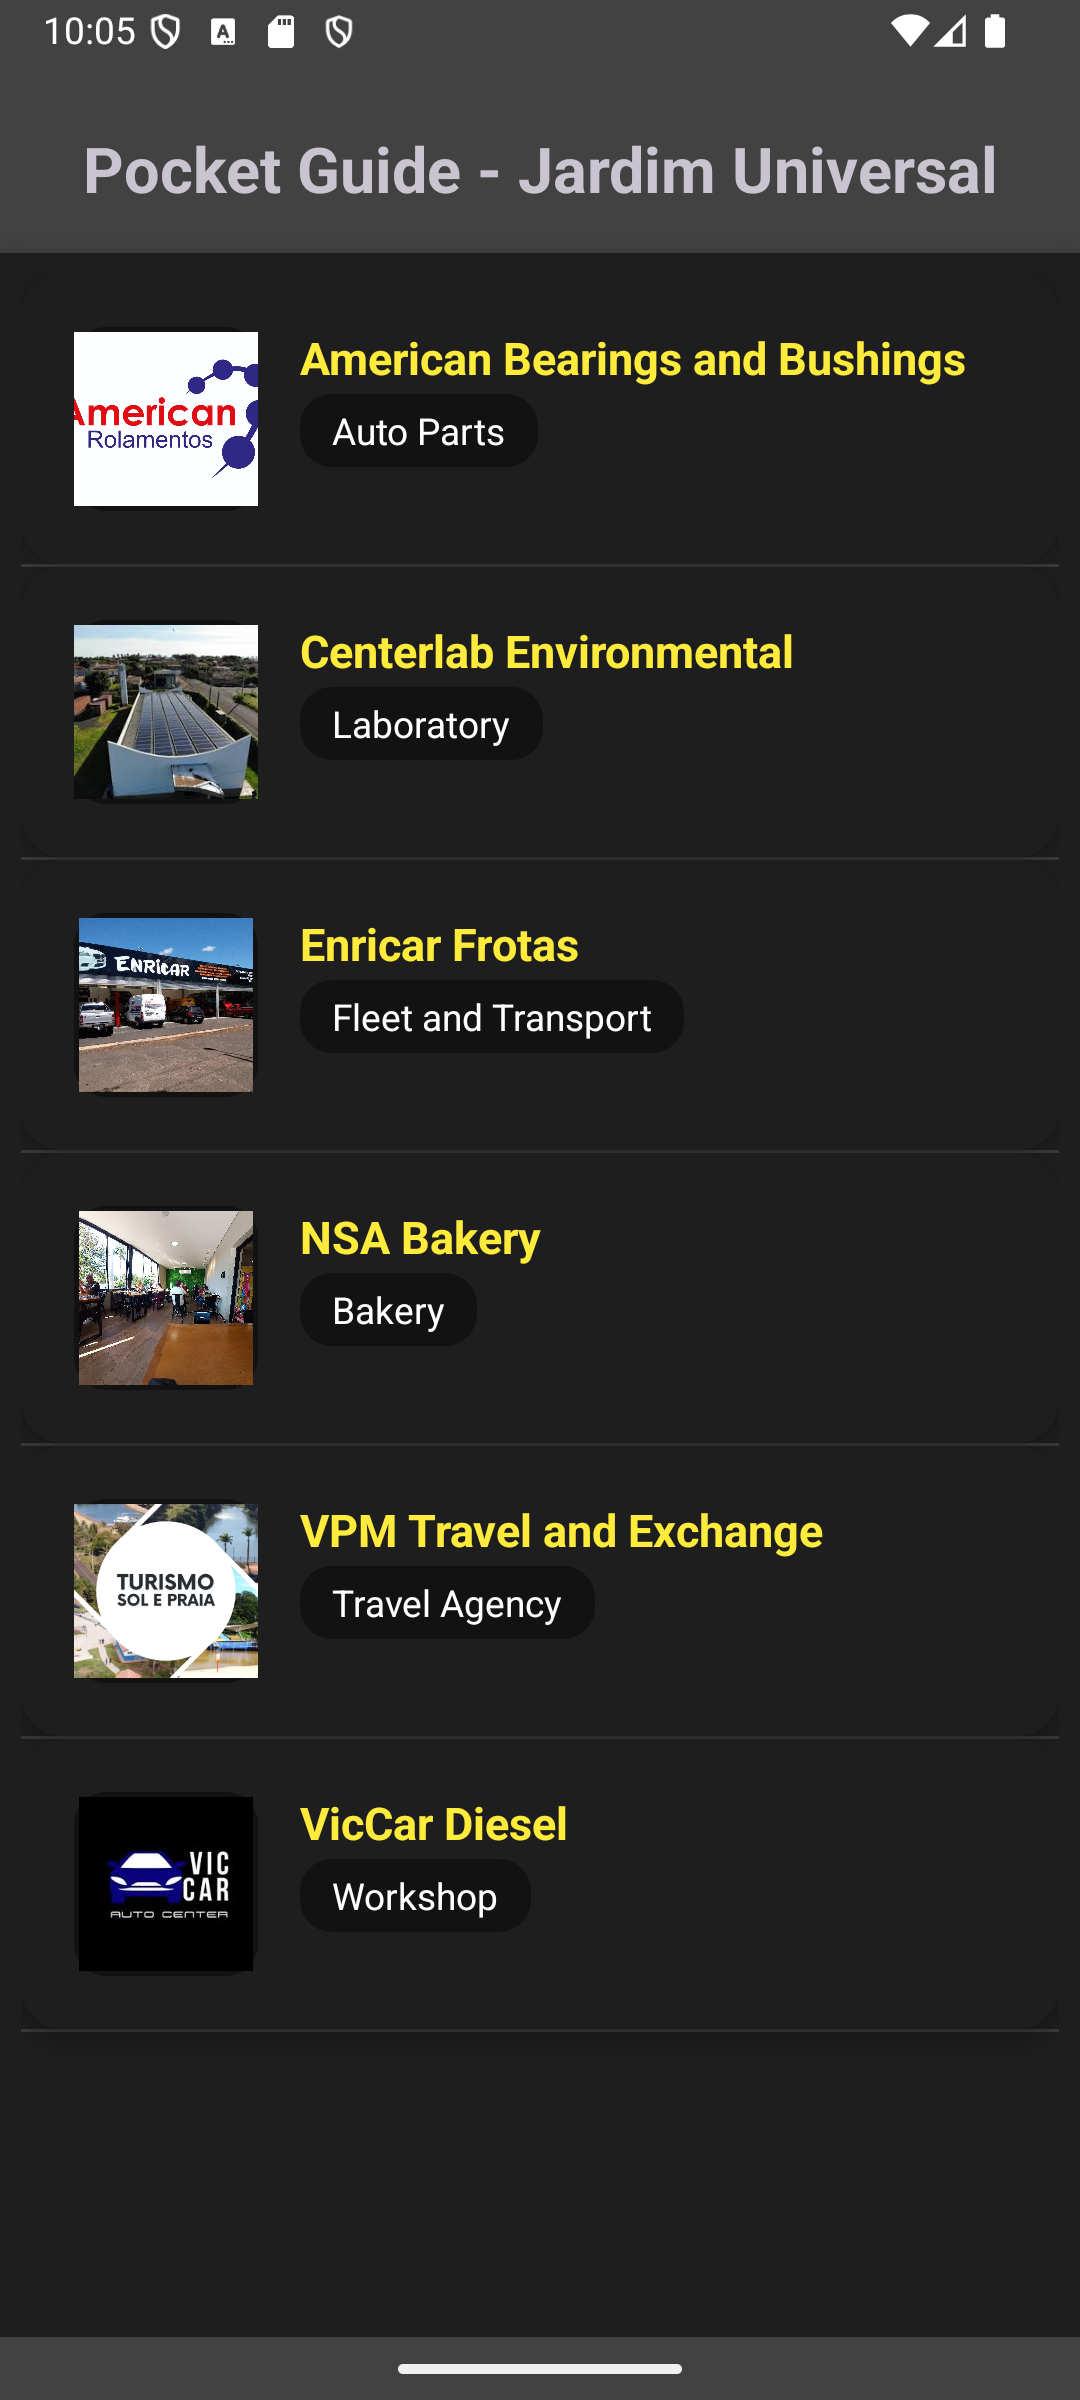 10:05
Pocket Guide - Jardim Universal
American Bearings and Bushings
Auto Parts
American
Rolamentos
Centerlab Environmental
Laboratory
Enricar Frotas
Fleet and Transport
ENRICAR
NSA Bakery
Bakery
VPM Travel and Exchange
Travel Agency
TURISMO
SOL E PRAIA
VicCar Diesel
Workshop
VIC
CAR
AUTO CENTER